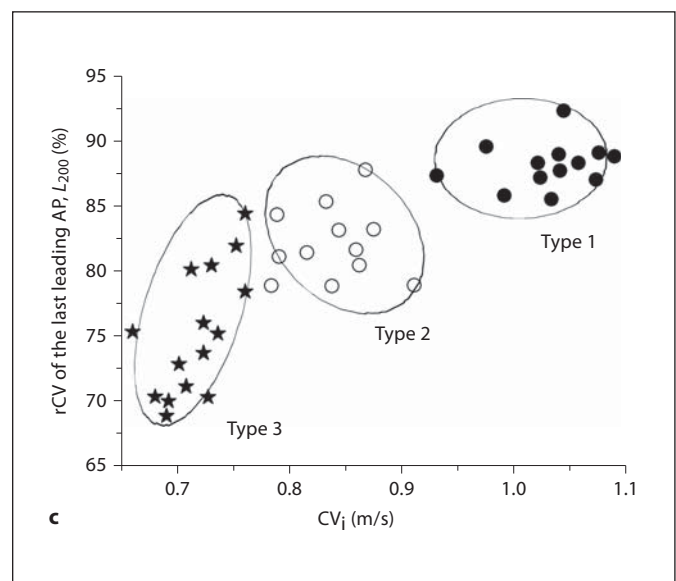 95
90
85
80
75
70
65
rCV of the last leading AP, L200 (%)
Type 1
Type 2
Type 3
0.7 0.8 0.9 1.0 1.1
c
CVi (m/s)